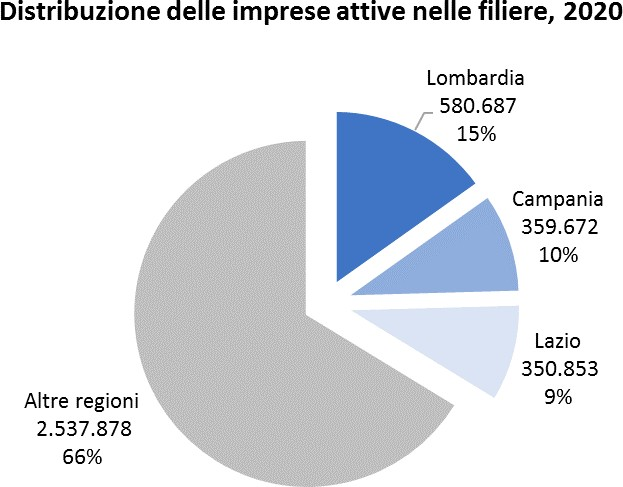 Distribuzione delle imprese attive nelle filiere, 2020
Lombardia
580.687
15%
Campania
359.672
10%
Lazio
350.853
9%
Altre regioni
2.537.878
66%